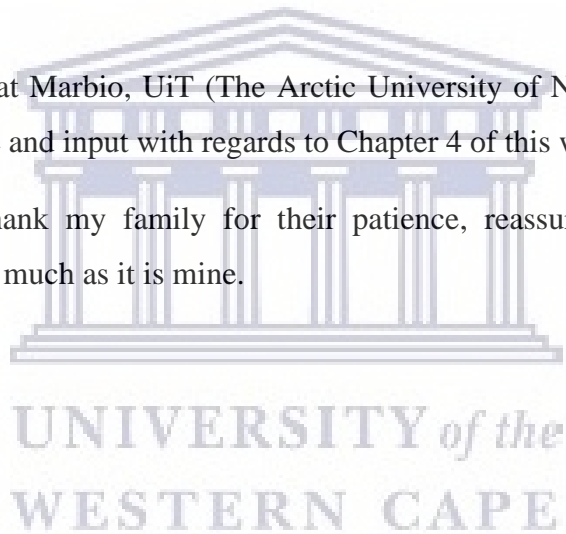 at Marbio, UiT (The Arctic University of N
and input with regards to Chapter 4 of this
hank my family for their patience, reassu
much as it is mine.
UNIVERSITY of the
WESTERN CAPE